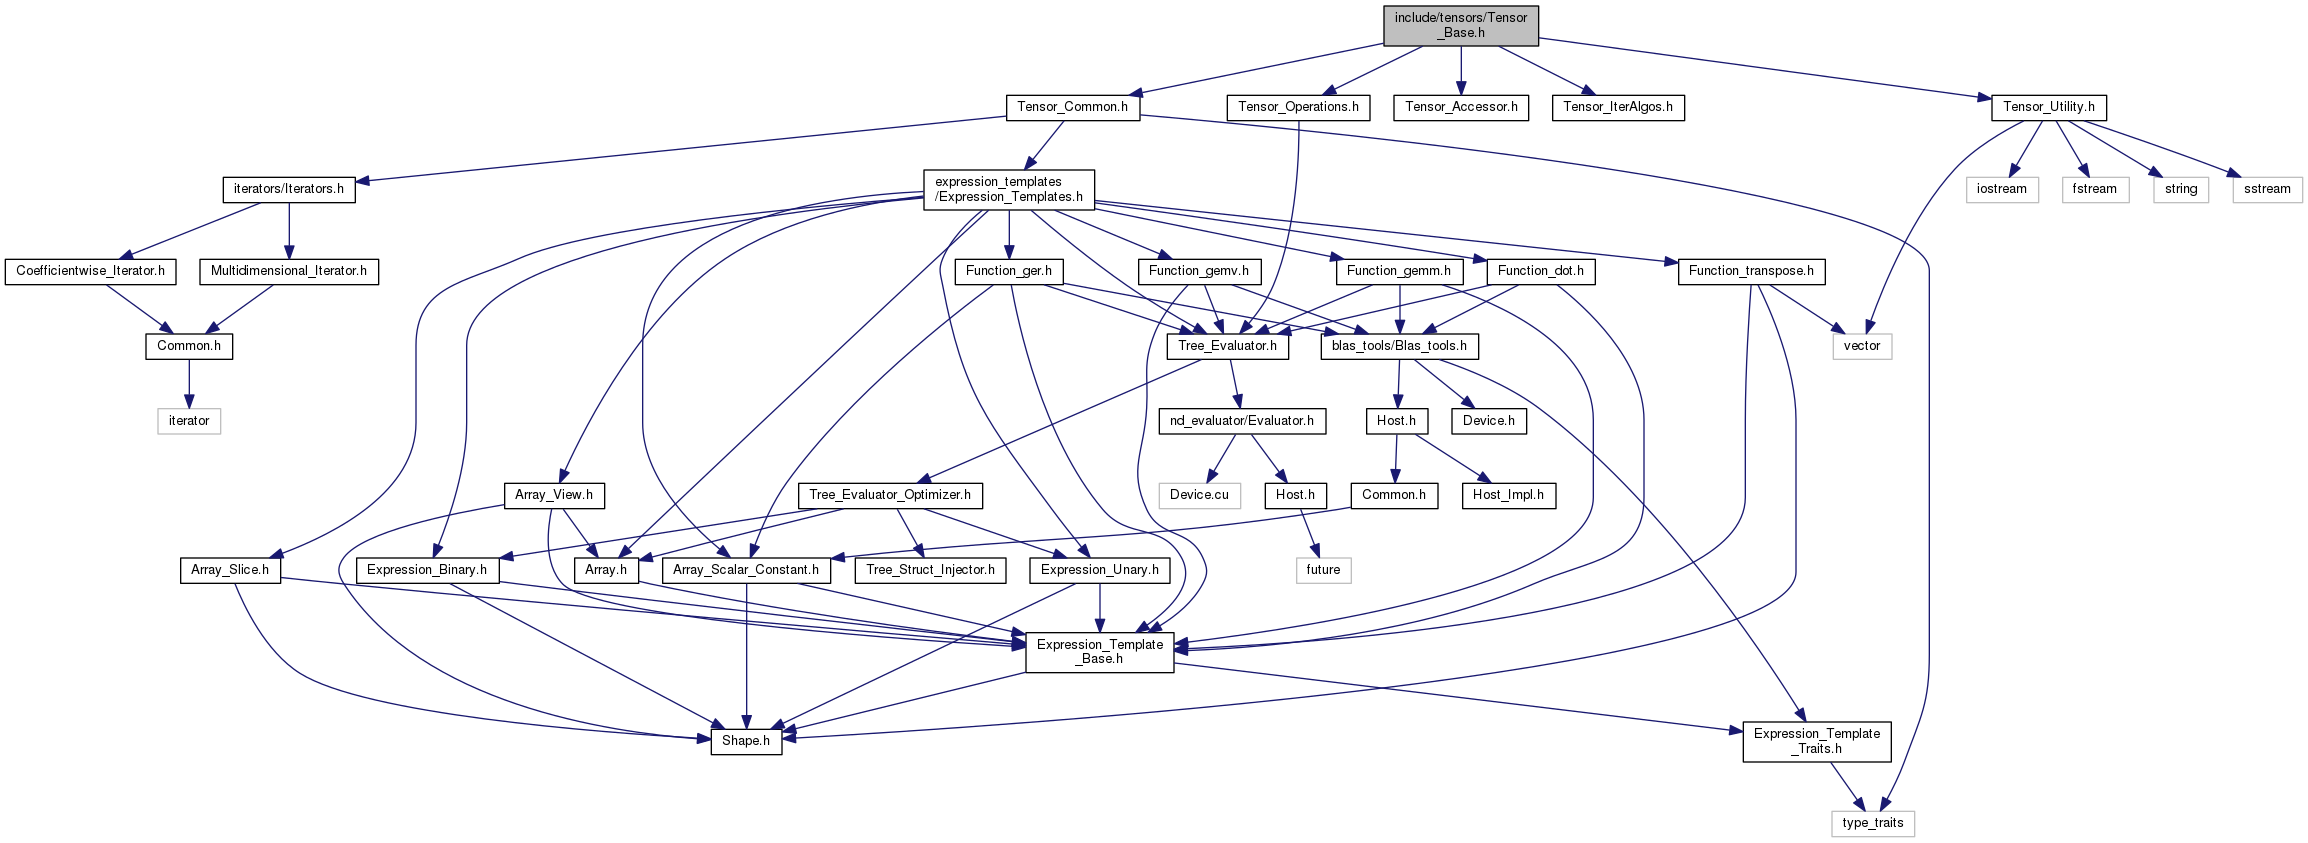 include/tensors/Tensor
_Base.h
Tensor_Common.h
Tensor_Operations.h
Tensor_Accessor.h
Tensor_IterAlgos.h
Tensor_Utility.h
iterators/Iterators.h
expression_templates
/Expression_Templates.h
iostream
fstream
string
sstream
Coefficientwise_Iterator.h
Multidimensional_Iterator.h
Function_ger.h
Function_gemv.h
Function_gemm.h
Function_dot.h
Function_transpose.h
Common.h
Tree_Evaluator.h
blas_tools/Blas_tools.h
vector
iterator
nd_evaluator/Evaluator.h
Host.h
Device.h
Array_View.h
Tree_Evaluator_Optimizer.h
Device.cu
Host.h
Common.h
Host_Impl.h
Array_Slice.h
Expression_Binary.h
Array.h
Array_Scalar_Constant.h
Tree_Struct_Injector.h
Expression_Unary.h
future
Expression_Template
_Base.h
Shape.h
Expression_Template
_Traits.h
type_traits